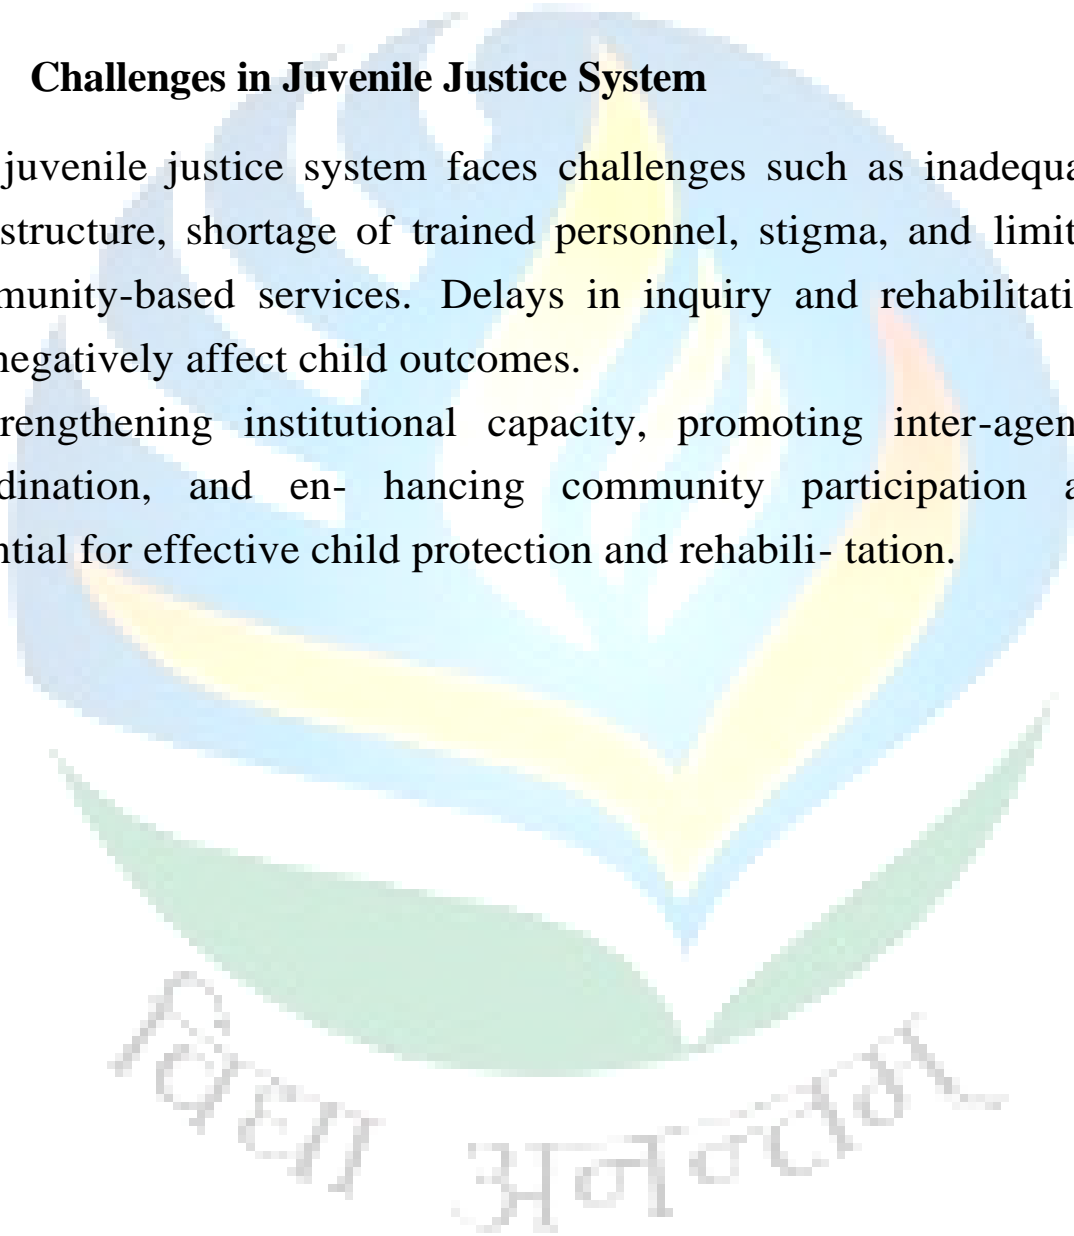 Challenges in Juvenile Justice System
juvenile justice system faces challenges such as inadequa
structure, shortage of trained personnel, stigma, and limit
munity-based services. Delays in inquiry and rehabilitati
negatively affect child outcomes.
rengthening institutional capacity, promoting inter-agen
dination, and en- hancing community participation a
ntial for effective child protection and rehabili- tation.
विद्या अनन्तम्